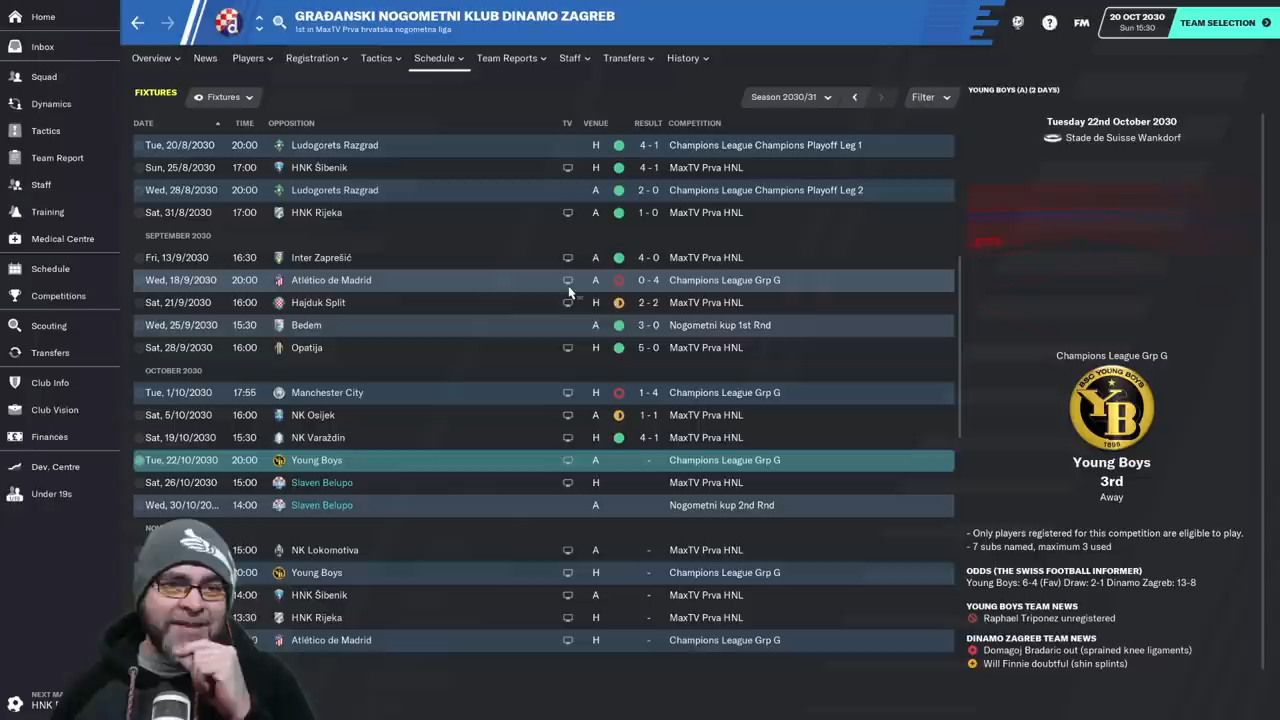 Home
Inbox
Squad
Dynamics
Tactics
Team Report
Staff
Training
Medical Centre
Schedule
Competitions
Scouting
Transfers
Club Info
Club Vision
Finances
Dev. Centre
Under 19s
NEXT MA
HNK
GRAĐANSKI NOGOMETNI KLUB DINAMO ZAGREB
1st in MaxTV Prva hrvatska nogometna liga
FM
20 OCT 2030
Sun 15:30
TEAM SELECTION
Overview News Players Registration Tactics Schedule Team Reports Staff Transfers History
FIXTURES Fixtures Season 2030/31 Filter
DATE TIME OPPOSITION TV VENUE RESULT COMPETITION
Tue, 20/8/2030 20:00 Ludogorets Razgrad H 4 - 1 Champions League Champions Playoff Leg 1
Sun, 25/8/2030 17:00 HNK Šibenik H 4 - 1 MaxTV Prva HNL
Wed, 28/8/2030 20:00 Ludogorets Razgrad A 2 - 0 Champions League Champions Playoff Leg 2
Sat, 31/8/2030 17:00 HNK Rijeka A 1 - 0 MaxTV Prva HNL
SEPTEMBER 2030
Fri, 13/9/2030 16:30 Inter Zaprešić A 4 - 0 MaxTV Prva HNL
Wed, 18/9/2030 20:00 Atlético de Madrid A 0 - 4 Champions League Grp G
Sat, 21/9/2030 16:00 Hajduk Split H 2 - 2 MaxTV Prva HNL
Wed, 25/9/2030 15:30 Bedem A 3 - 0 Nogometni kup 1st Rnd
Sat, 28/9/2030 16:00 Opatija H 5 - 0 MaxTV Prva HNL
OCTOBER 2030
Tue, 1/10/2030 17:55 Manchester City H 1 - 4 Champions League Grp G
Sat, 5/10/2030 16:00 NK Osijek A 1 - 1 MaxTV Prva HNL
Sat, 19/10/2030 15:30 NK Varaždin H 4 - 1 MaxTV Prva HNL
Tue, 22/10/2030 20:00 Young Boys A - Champions League Grp G
Sat, 26/10/2030 15:00 Slaven Belupo H MaxTV Prva HNL
Wed, 30/10/20... 14:00 Slaven Belupo A Nogometni kup 2nd Rnd
NO
15:00 NK Lokomotiva A - MaxTV Prva HNL
0:00 Young Boys H - Champions League Grp G
14:00 HNK Šibenik A - MaxTV Prva HNL
13:30 HNK Rijeka H - MaxTV Prva HNL
0 Atlético de Madrid H - Champions League Grp G
YOUNG BOYS (A) (2 DAYS)
Tuesday 22nd October 2030
Stade de Suisse Wankdorf
Champions League Grp G
BSC YOUNG BOYS
YB
1898
Young Boys
3rd
Away
- Only players registered for this competition are eligible to play.
- 7 subs named, maximum 3 used
ODDS (THE SWISS FOOTBALL INFORMER)
Young Boys: 6-4 (Fav) Draw: 2-1 Dinamo Zagreb: 13-8
YOUNG BOYS TEAM NEWS
Raphael Triponez unregistered
DINAMO ZAGREB TEAM NEWS
Domagoj Bradaric out (sprained knee ligaments)
Will Finnie doubtful (shin splints)